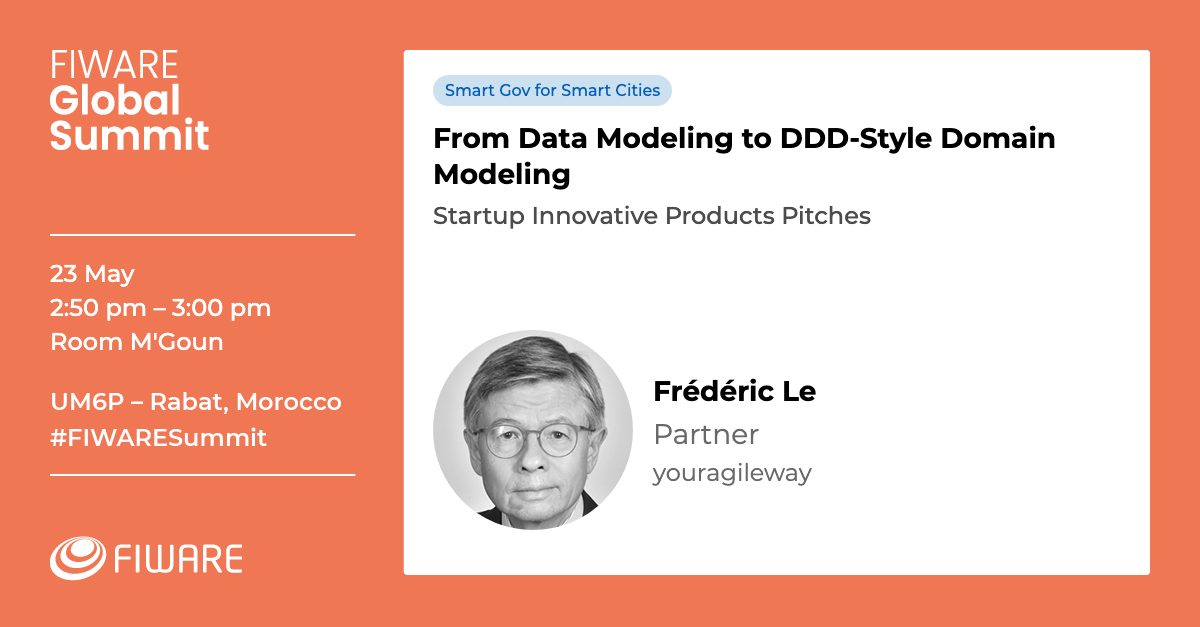 FIWARE
Global
Summit
23 May
2:50 pm – 3:00 pm
Room M'Goun
UM6P – Rabat, Morocco
#FIWARESummit
FIWARE
Smart Gov for Smart Cities
From Data Modeling to DDD-Style Domain
Modeling
Startup Innovative Products Pitches
Frédéric Le
Partner
youragileway